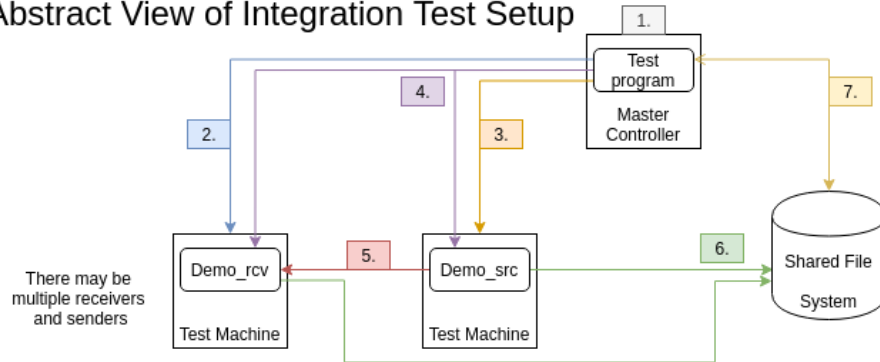 Abstract View of Integration Test Setup
1.
Test
program
Master
Controller
2.
4.
3.
7.
There may be
multiple receivers
and senders
Demo_rcv
Test Machine
5.
Demo_src
Test Machine
6.
Shared File
System